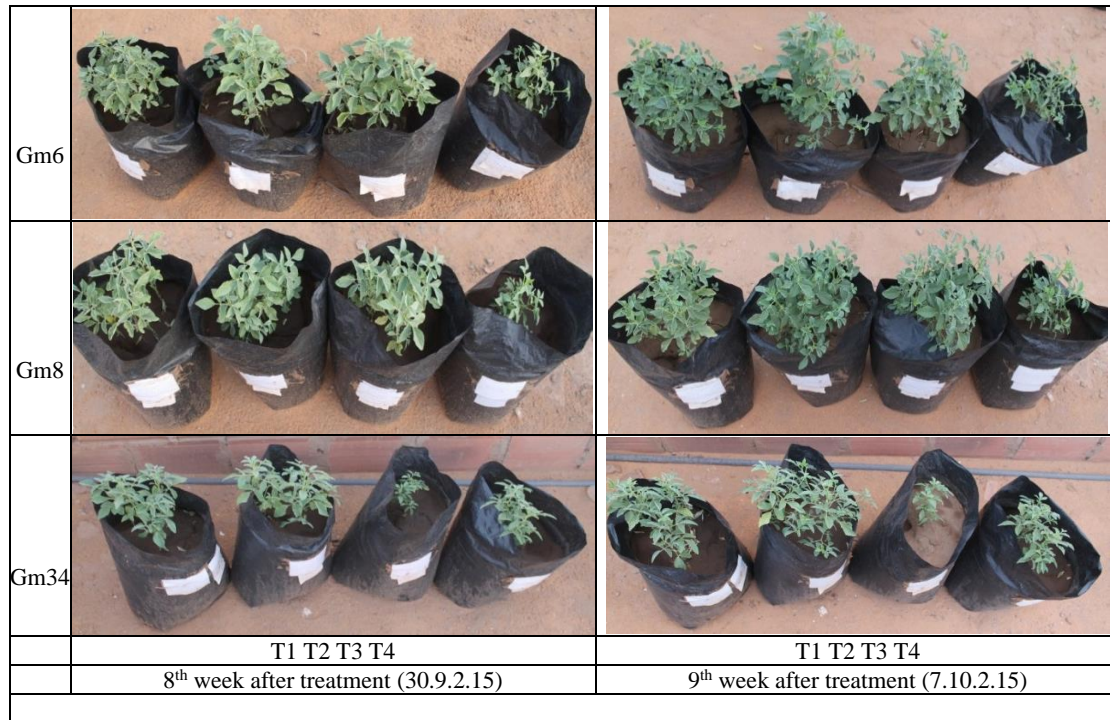 Gm6
Gm8
Gm34
T1 T2 T3 T4
T1 T2 T3 T4
8th week after treatment (30.9.2.15)
9th week after treatment (7.10.2.15)